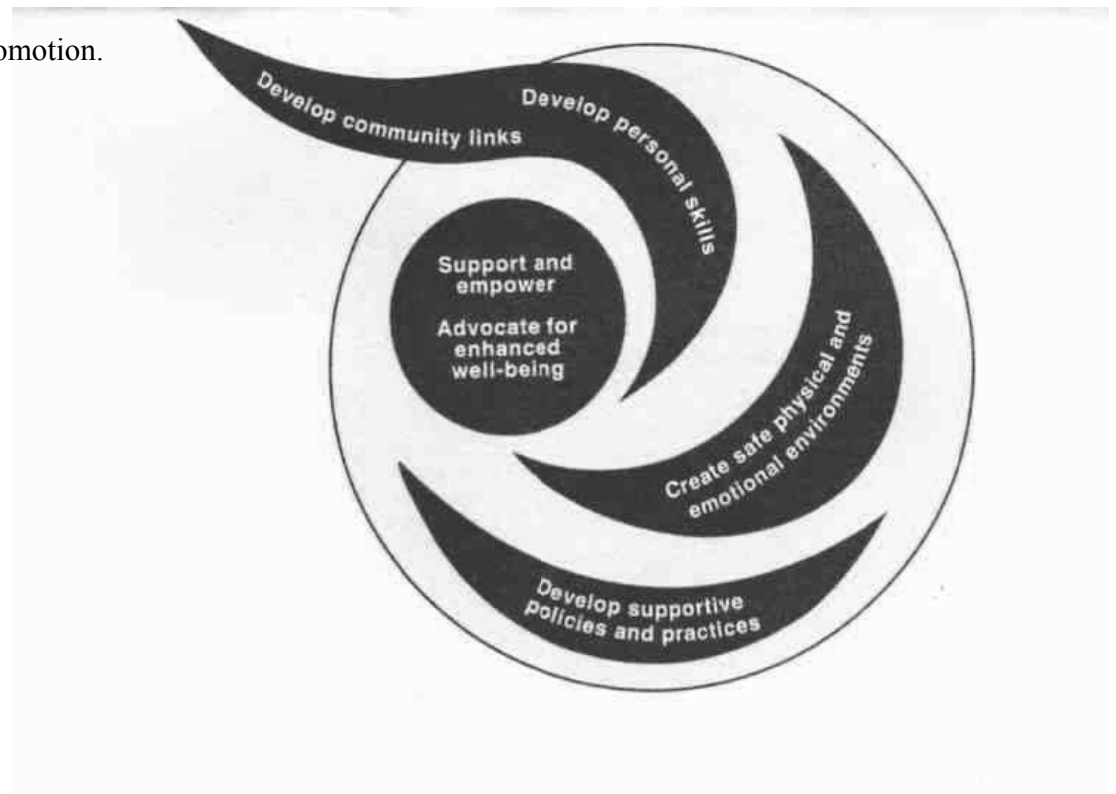 Develop community links
Develop personal skills
Support and
empower
Advocate for
enhanced
well-being
Create safe physical and
emotional environments
Develop supportive
policies and practices